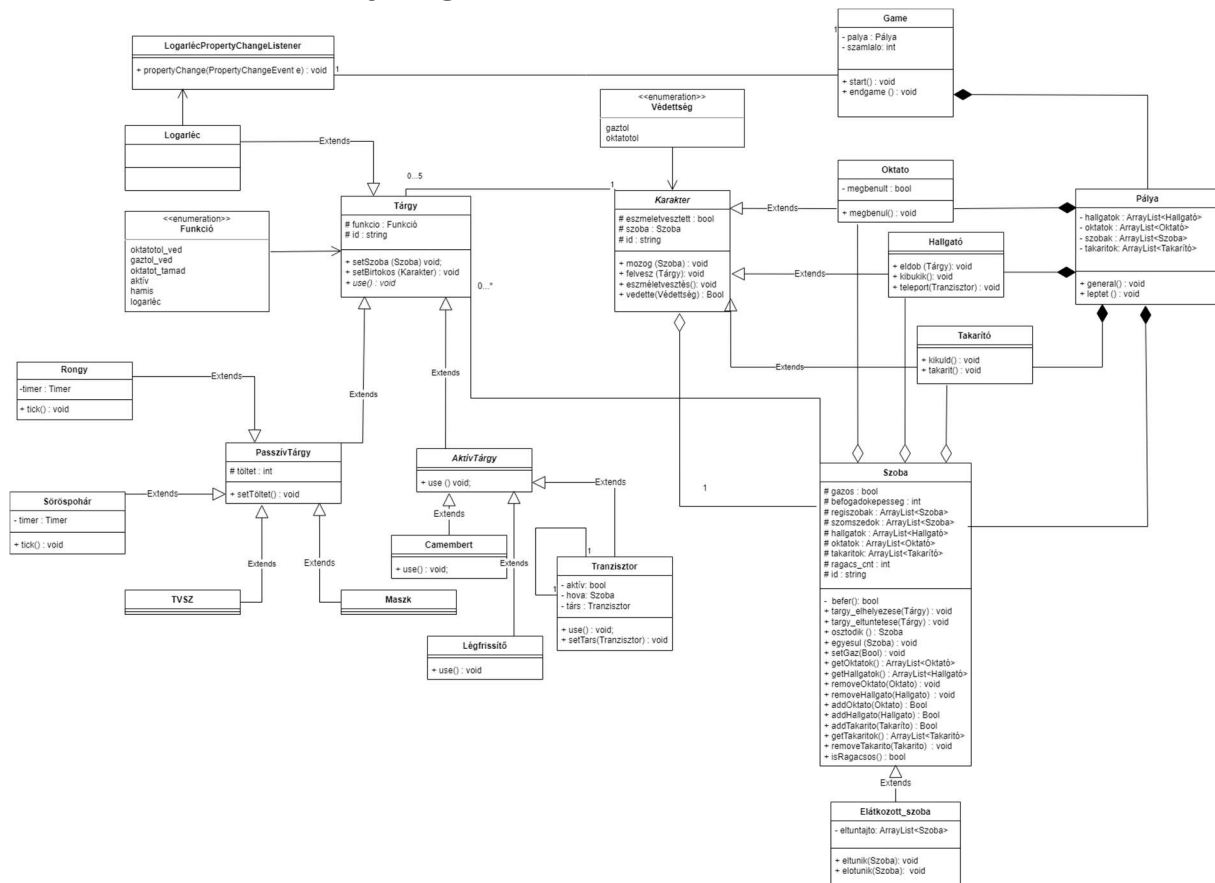 Game
- palya : Pálya
- szamlalo: int
+ start() : void
+ endgame () : void
1
LogarlécPropertyChangeListener
+ propertyChange(PropertyChangeEvent e) : void
1
Logarléc
Extends
<<enumeration>>
Védettség
gaztol
oktatotol
0...5
1
Tárgy
# funkcio : Funkció
# id : string
+ setSzoba (Szoba) void;
+ setBirtokos (Karakter) : void
+ use() : void
0...*
<<enumeration>>
Funkció
oktatotol_ved
gaztol_ved
oktatot_tamad
aktív
hamis
logarléc
Karakter
# eszmeletvesztett : bool
# szoba : Szoba
# id : string
+ mozog (Szoba) : void
+ felvesz (Tárgy): void
+ eszméletvesztés(): void
+ vedette(Védettség) : Bool
Extends
Extends
Extends
Oktato
- megbenult : bool
+ megbenul() : void
Hallgató
+ eldob (Tárgy): void
+ kibukik(): void
+ teleport(Tranzisztor) : void
Takarító
+ kikuld() : void
+ takarit() : void
Pálya
- hallgatok : ArrayList<Hallgató>
- oktatok : ArrayList<Oktató>
- szobak : ArrayList<Szoba>
- takaritok: ArrayList<Takarító>
+ general() : void
+ leptet () : void
Rongy
-timer : Timer
+ tick() : void
Extends
Extends
Extends
PasszívTárgy
# töltet : int
+ setTöltet() : void
Söröspohár
- timer : Timer
+ tick() : void
Extends
Extends
Extends
TVSZ
Maszk
AktívTárgy
+ use () void;
Extends
Extends
Extends
Camembert
+ use() : void;
Légfrissítő
+ use() : void
Tranzisztor
- aktív: bool
- hova: Szoba
- társ : Tranzisztor
+ use() : void;
+ setTars(Tranzisztor) : void
1
1
1
Szoba
# gazos : bool
# befogadokepesseg : int
# regiszobak : ArrayList<Szoba>
# szomszedok : ArrayList<Szoba>
# hallgatok : ArrayList<Hallgató>
# oktatok : ArrayList<Oktató>
# takaritok: ArrayList<Takarító>
# ragacs_cnt : int
# id : string
- befer(): bool
+ targy_elhelyezese(Tárgy) : void
+ targy_eltuntetese(Tárgy) : void
+ osztodik () : Szoba
+ egyesul (Szoba) : void
+ setGaz(Bool) : void
+ getOktatok() : ArrayList<Oktató>
+ getHallgatok() : ArrayList<Hallgató>
+ removeOktato(Oktato) : void
+ removeHallgato(Hallgato) : void
+ addOktato(Oktato) : Bool
+ addHallgato(Hallgato) : Bool
+ addTakarito(Takaríto) : Bool
+ getTakaritok() : ArrayList<Takaritó>
+ removeTakarito(Takarito) : void
+ isRagacsos() : bool
Extends
Elátkozott_szoba
- eltuntajto: ArrayList<Szoba>
+ eltunik(Szoba): void
+ elotunik(Szoba): void